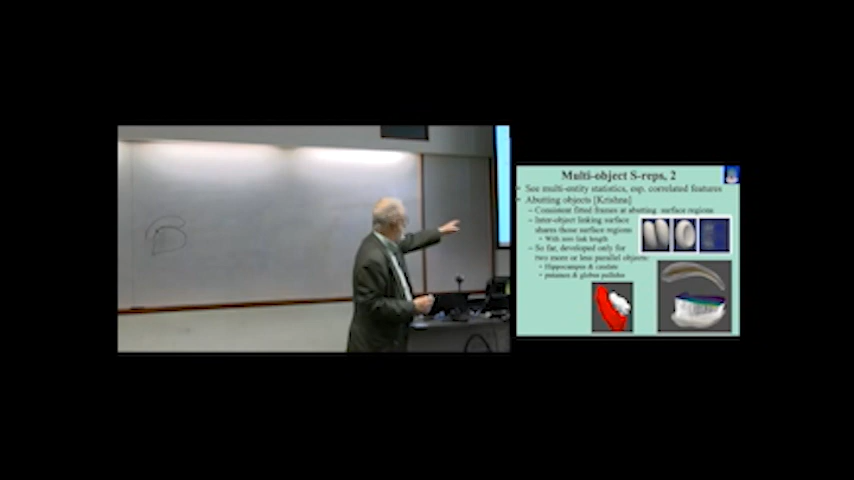 Multi-object S-reps, 2
• See multi-entity statistics, esp. correlated features
• Abutting objects [Krishna]
– Consistent fitted frames at abutting surface regions
– Inter-object linking surface
shares those surface regions
• With zero link length
– So far, developed only for
two more or less parallel objects:
• Hippocampus & caudate
• putamen & globus pallidus